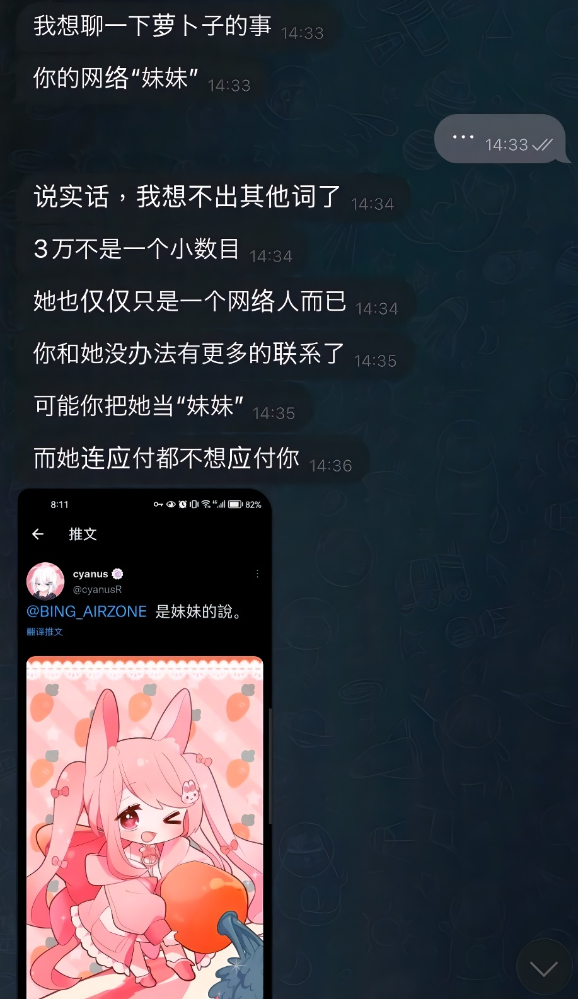 我想聊一下萝卜子的事 14:33
你的网络“妹妹” 14:33
... 14:33
说实话，我想不出其他词了 14:34
3万不是一个小数目 14:34
她也仅仅只是一个网络人而已 14:34
你和她没办法有更多的联系了 14:35
可能你把她当“妹妹” 14:35
而她连应付都不想应付你 14:36
8:11 4G 82%
推文
cyanus
@cyanusR
@BING_AIRZONE 是妹妹的說。
翻译推文